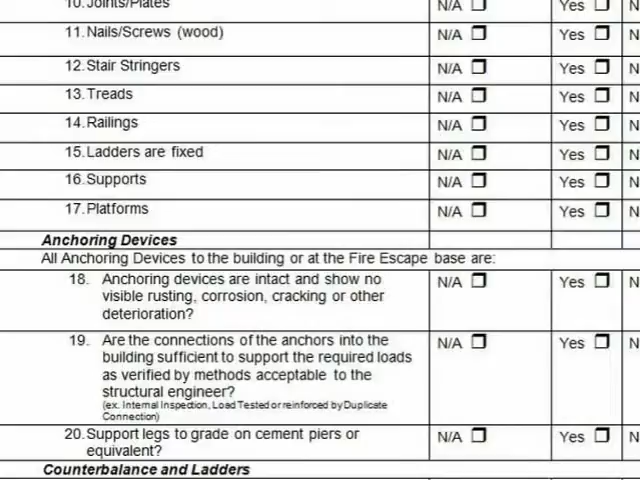 10. Joints/Plates N/A ☐ Yes ☐ N
11. Nails/Screws (wood) N/A ☐ Yes ☐ N
12. Stair Stringers N/A ☐ Yes ☐ N
13. Treads N/A ☐ Yes ☐ N
14. Railings N/A ☐ Yes ☐ N
15. Ladders are fixed N/A ☐ Yes ☐ N
16. Supports N/A ☐ Yes ☐ N
17. Platforms N/A ☐ Yes ☐ N
Anchoring Devices
All Anchoring Devices to the building or at the Fire Escape base are:
18. Anchoring devices are intact and show no N/A ☐ Yes ☐ N
visible rusting, corrosion, cracking or other
deterioration?
19. Are the connections of the anchors into the N/A ☐ Yes ☐ N
building sufficient to support the required loads
as verified by methods acceptable to the
structural engineer?
(ex. Internal Inspection, Load Tested or reinforced by Duplicate
Connection)
20. Support legs to grade on cement piers or N/A ☐ Yes ☐ N
equivalent?
Counterbalance and Ladders